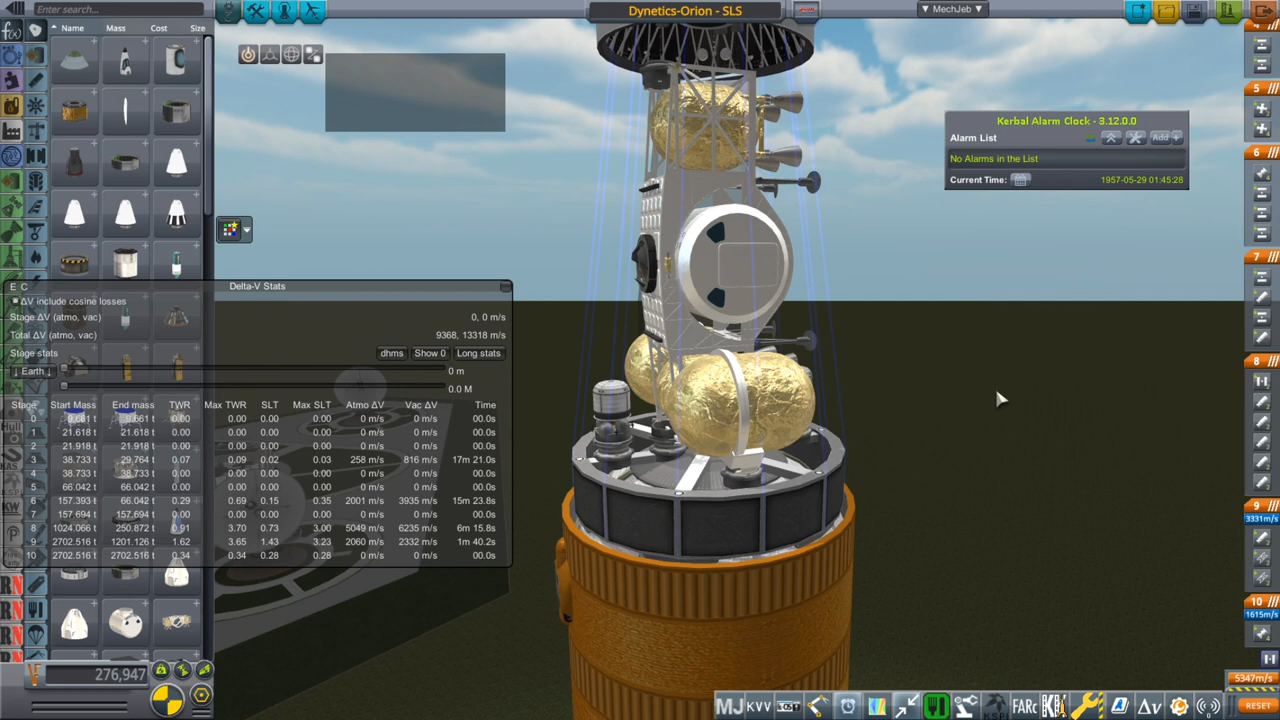 Enter search...
Dynetics-Orion - SLS
▼ MechJeb ▼
Name Mass Cost Size
4
5
6
7
8
9
3331m/s
10
1615m/s
5347m/s
RESET
Kerbal Alarm Clock - 3.12.0.0
Alarm List
Add +
No Alarms in the List
Current Time: 1957-05-29 01:45:28
E C Delta-V Stats
ΔV include cosine losses
Stage ΔV (atmo, vac) 0, 0 m/s
Total ΔV (atmo, vac) 9368, 13318 m/s
Stage stats dhms Show 0 Long stats
↓ Earth ↓ 0 m
0.0 M
Stage Start Mass End mass TWR Max TWR SLT Max SLT Atmo ΔV Vac ΔV Time
0 9.661 t 9.661 t 0.00 0.00 0.00 0.00 0 m/s 0 m/s 00.0s
1 21.618 t 21.618 t 0.00 0.00 0.00 0.00 0 m/s 0 m/s 00.0s
2 21.918 t 21.918 t 0.00 0.00 0.00 0.00 0 m/s 0 m/s 00.0s
3 38.733 t 29.764 t 0.07 0.09 0.02 0.03 258 m/s 816 m/s 17m 21.0s
4 38.733 t 38.733 t 0.00 0.00 0.00 0.00 0 m/s 0 m/s 00.0s
5 66.042 t 66.042 t 0.00 0.00 0.00 0.00 0 m/s 0 m/s 00.0s
6 157.393 t 66.042 t 0.29 0.69 0.15 0.35 2001 m/s 3935 m/s 15m 23.8s
7 157.694 t 157.694 t 0.00 0.00 0.00 0.00 0 m/s 0 m/s 00.0s
8 1024.066 t 250.872 t 0.91 3.70 0.73 3.00 5049 m/s 6235 m/s 6m 15.8s
9 2702.516 t 1201.126 t 1.62 3.65 1.43 3.23 2060 m/s 2332 m/s 1m 40.2s
10 2702.516 t 2702.516 t 0.34 0.34 0.28 0.28 0 m/s 0 m/s 00.0s
276,947
MJ KVV FARc Δv